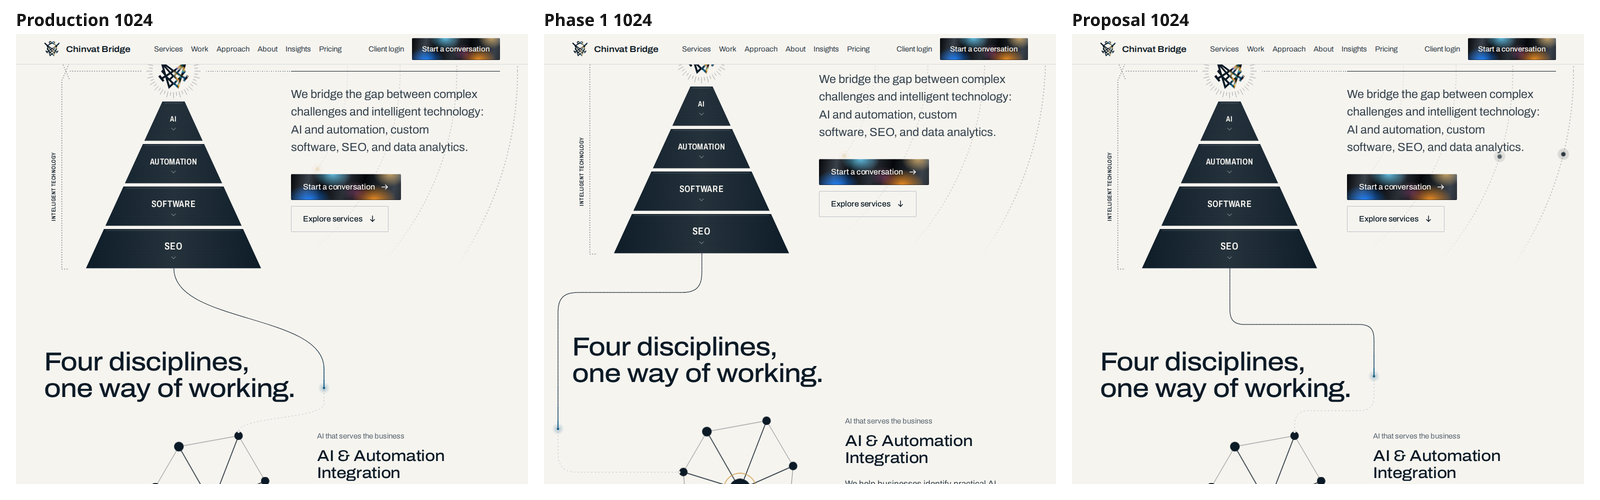 Production 1024
Chinvat Bridge
Services Work Approach About Insights Pricing
Client login
Start a conversation
We bridge the gap between complex
challenges and intelligent technology:
AI and automation, custom
software, SEO, and data analytics.
Start a conversation →
Explore services ↓
INTELLIGENT TECHNOLOGY
AI
AUTOMATION
SOFTWARE
SEO
Four disciplines,
one way of working.
AI that serves the business
AI & Automation
Integration
Phase 1 1024
Chinvat Bridge
Services Work Approach About Insights Pricing
Client login
Start a conversation
We bridge the gap between complex
challenges and intelligent technology:
AI and automation, custom
software, SEO, and data analytics.
Start a conversation →
Explore services ↓
INTELLIGENT TECHNOLOGY
AI
AUTOMATION
SOFTWARE
SEO
Four disciplines,
one way of working.
AI that serves the business
AI & Automation
Integration
We help businesses identify practical AI
Proposal 1024
Chinvat Bridge
Services Work Approach About Insights Pricing
Client login
Start a conversation
We bridge the gap between complex
challenges and intelligent technology:
AI and automation, custom
software, SEO, and data analytics.
Start a conversation →
Explore services ↓
INTELLIGENT TECHNOLOGY
AI
AUTOMATION
SOFTWARE
SEO
Four disciplines,
one way of working.
AI that serves the business
AI & Automation
Integration